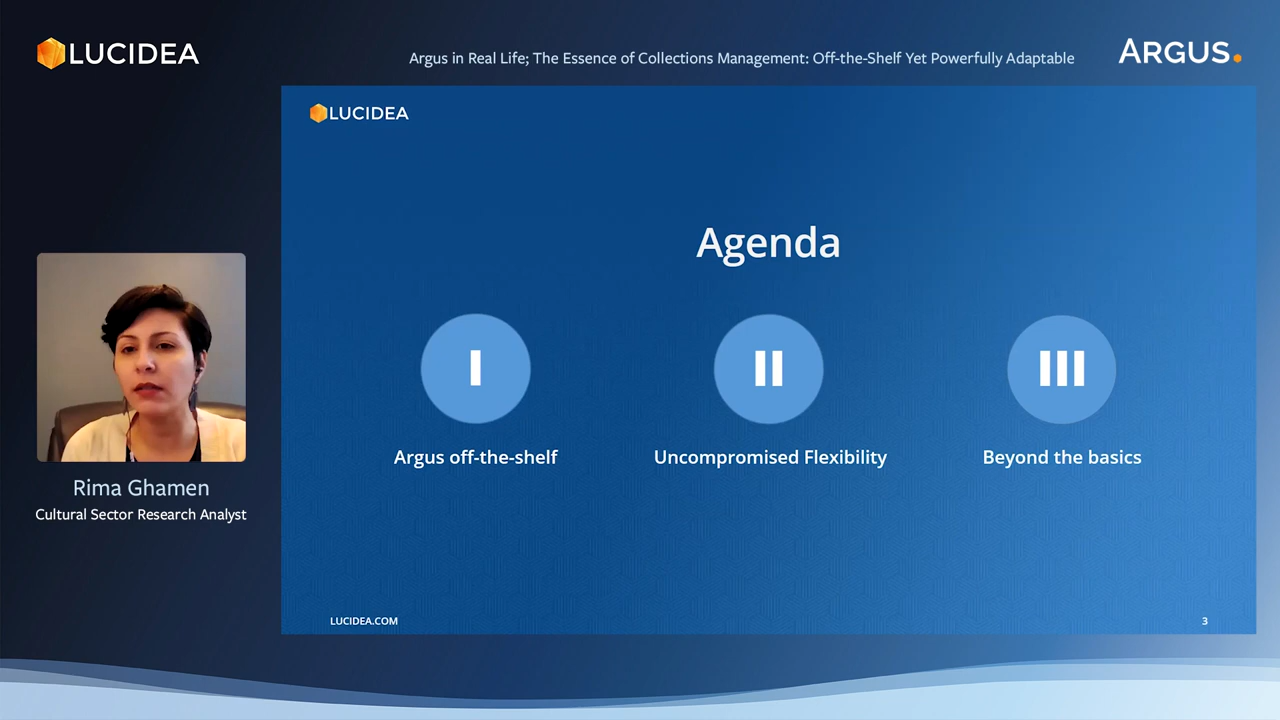 LUCIDEA
Argus in Real Life; The Essence of Collections Management: Off-the-Shelf Yet Powerfully Adaptable
ARGUS.
LUCIDEA
Agenda
I
II
III
Argus off-the-shelf
Uncompromised Flexibility
Beyond the basics
Rima Ghamen
Cultural Sector Research Analyst
LUCIDEA.COM
3